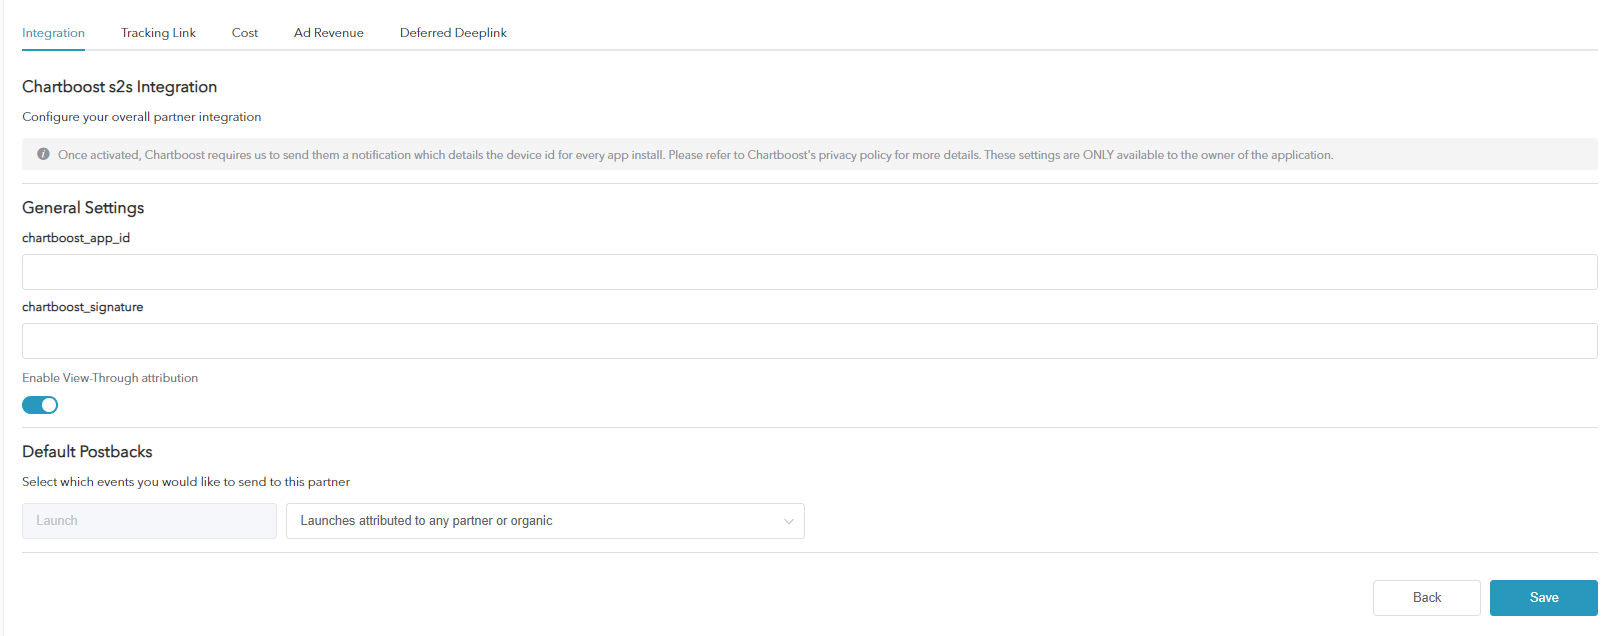 Integration Tracking Link Cost Ad Revenue Deferred Deeplink
Chartboost s2s Integration
Configure your overall partner integration
Once activated, Chartboost requires us to send them a notification which details the device id for every app install. Please refer to Chartboost's privacy policy for more details. These settings are ONLY available to the owner of the application.
General Settings
chartboost_app_id
chartboost_signature
Enable View-Through attribution
Default Postbacks
Select which events you would like to send to this partner
Launch Launches attributed to any partner or organic
Back Save